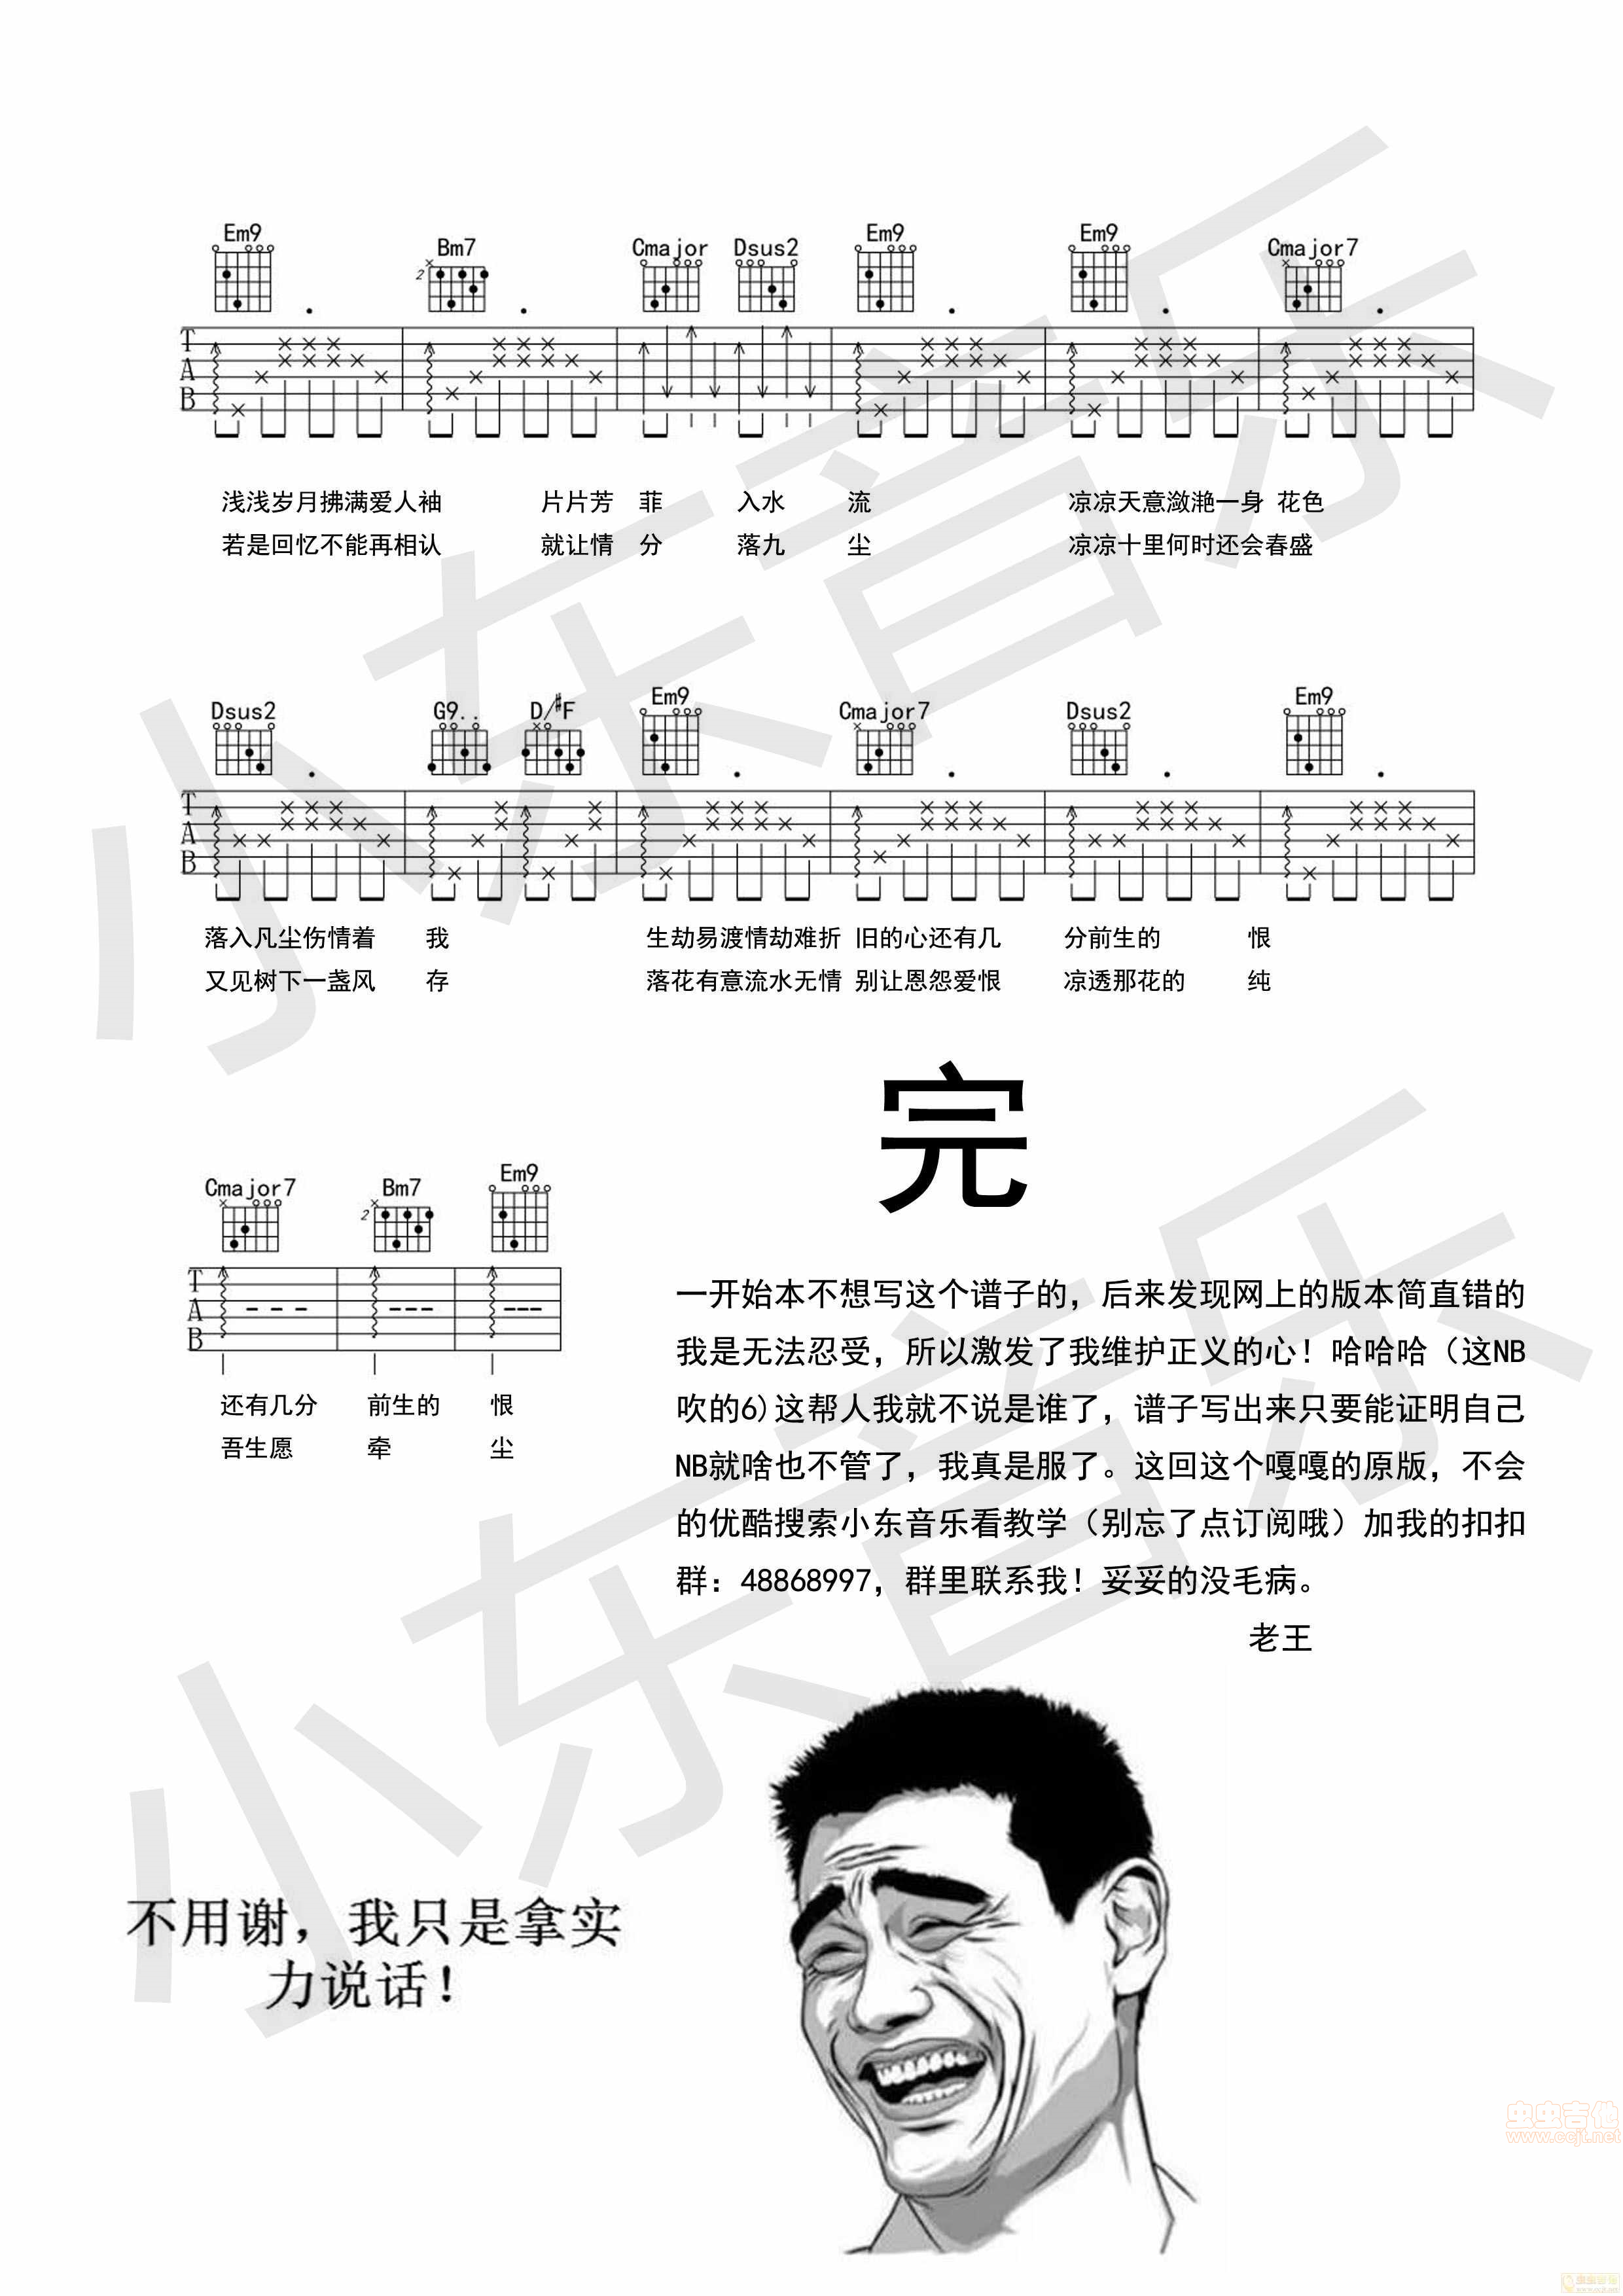 Em9 Bm7 Cmajor Dsus2 Em9 Em9 Cmajor7
2
T
A
B
浅浅岁月拂满爱人袖 片片芳 菲 入水 流 凉凉天意潋滟一身 花色
若是回忆不能再相认 就让情 分 落九 尘 凉凉十里何时还会春盛
Dsus2 G9.. D/#F Em9 Cmajor7 Dsus2 Em9
T
A
B
落入凡尘伤情着 我 生劫易渡情劫难折 旧的心还有几 分前生的 恨
又见树下一盏风 存 落花有意流水无情 别让恩怨爱恨 凉透那花的 纯
完
Cmajor7 Bm7 Em9
2
T
A
B
还有几分 前生的 恨
吾生愿 牵 尘
一开始本不想写这个谱子的，后来发现网上的版本简直错的
我是无法忍受，所以激发了我维护正义的心！哈哈哈（这NB
吹的6)这帮人我就不说是谁了，谱子写出来只要能证明自己
NB就啥也不管了，我真是服了。这回这个嘎嘎的原版，不会
的优酷搜索小东音乐看教学（别忘了点订阅哦）加我的扣扣
群：48868997，群里联系我！妥妥的没毛病。
老王
不用谢，我只是拿实
力说话！
小东音乐
小东音乐
虫虫吉他
www.ccjt.net